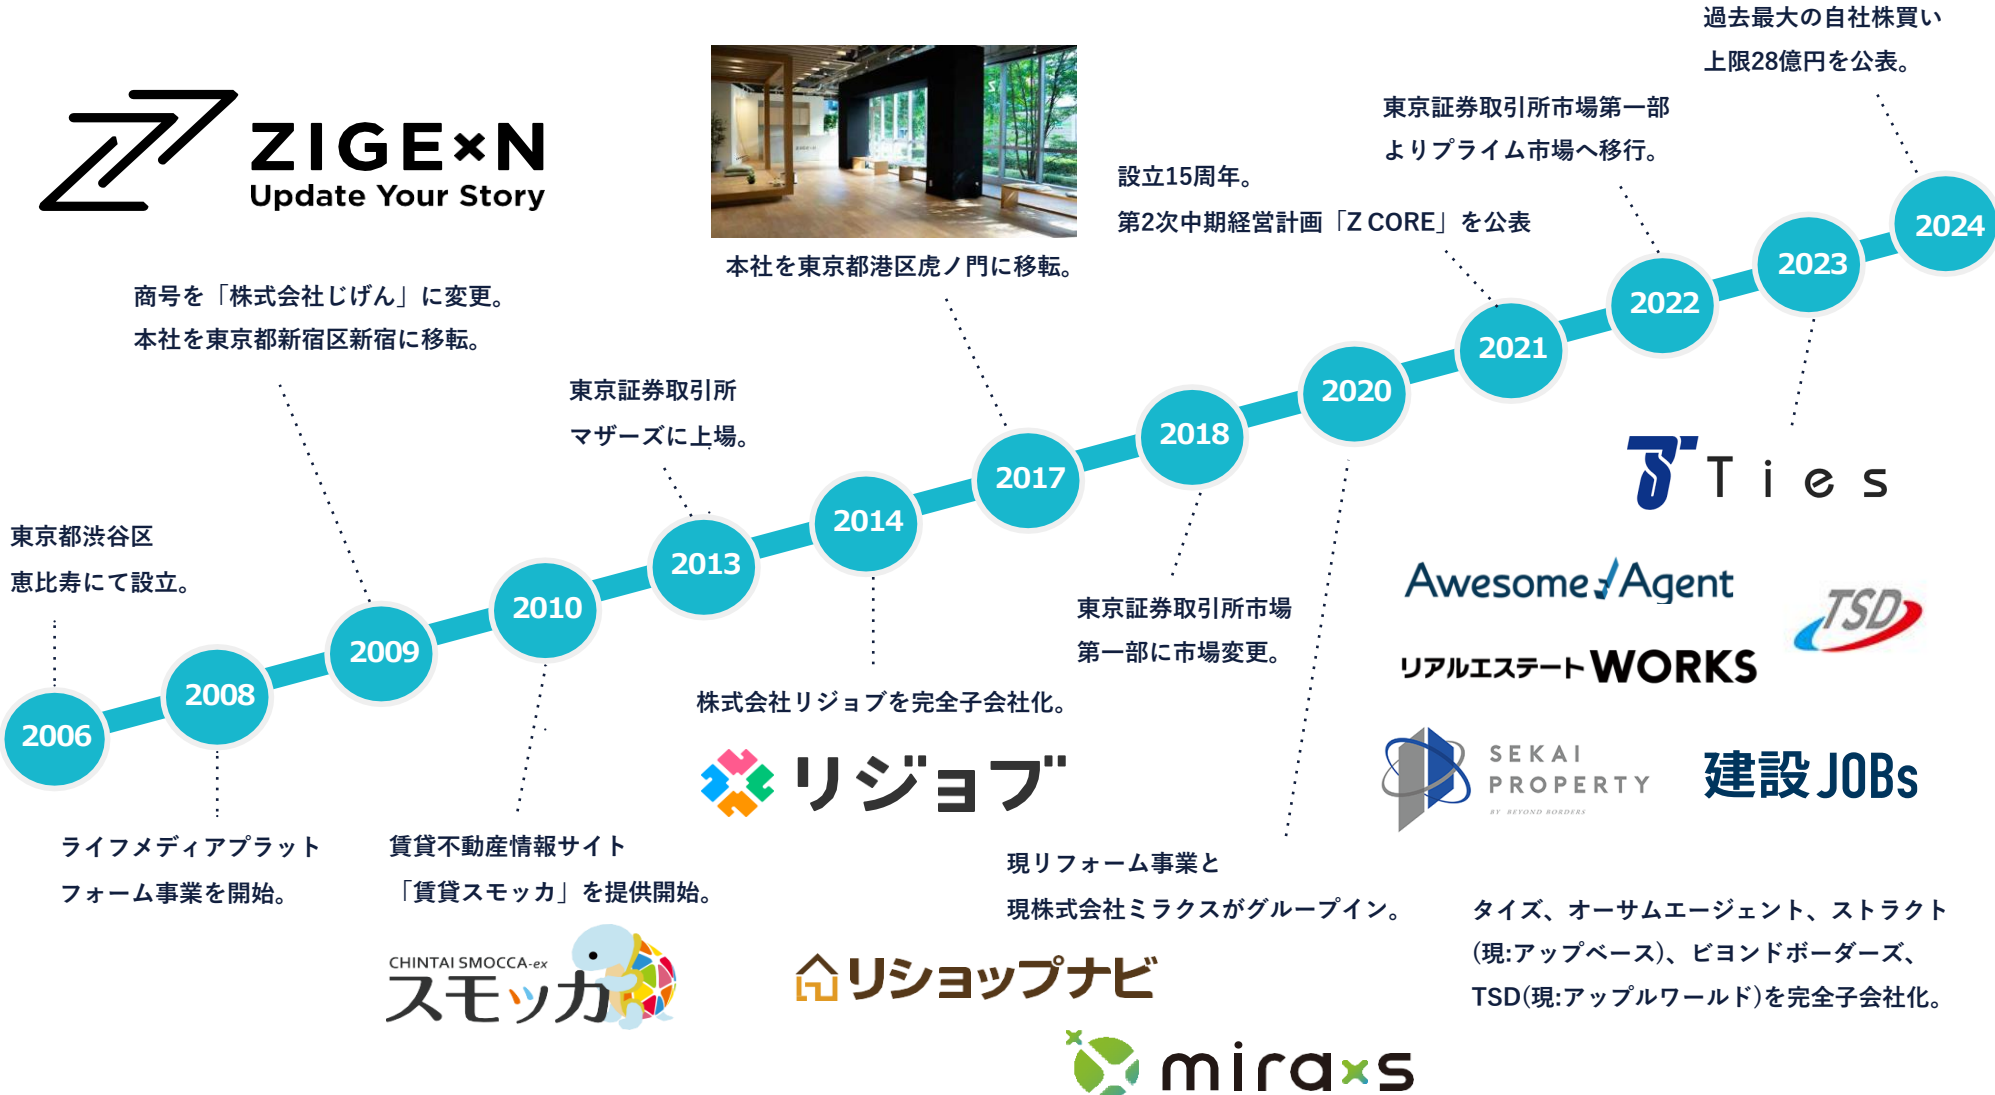 ZIGE×N
Update Your Story
東京都渋谷区
恵比寿にて設立。
2006
2008
ライフメディアプラット
フォーム事業を開始。
商号を「株式会社じげん」に変更。
本社を東京都新宿区新宿に移転。
2009
2010
賃貸不動産情報サイト
「賃貸スモッカ」を提供開始。
CHINTAI SMOCCA-ex
スモッカ
東京証券取引所
マザーズに上場。
2013
2014
株式会社リジョブを完全子会社化。
リジョブ
本社を東京都港区虎ノ門に移転。
2017
2018
東京証券取引所市場
第一部に市場変更。
2020
現リフォーム事業と
現株式会社ミラクスがグループイン。
リショップナビ
mira×s
設立15周年。
第2次中期経営計画「Z CORE」を公表
2021
東京証券取引所市場第一部
よりプライム市場へ移行。
2022
2023
Ties
Awesome Agent
TSD
リアルエステートWORKS
SEKAI
PROPERTY
BY BEYOND BORDERS
建設JOBs
タイズ、オーサムエージェント、ストラクト
(現:アップベース)、ビヨンドボーダーズ、
TSD(現:アップルワールド)を完全子会社化。
過去最大の自社株買い
上限28億円を公表。
2024